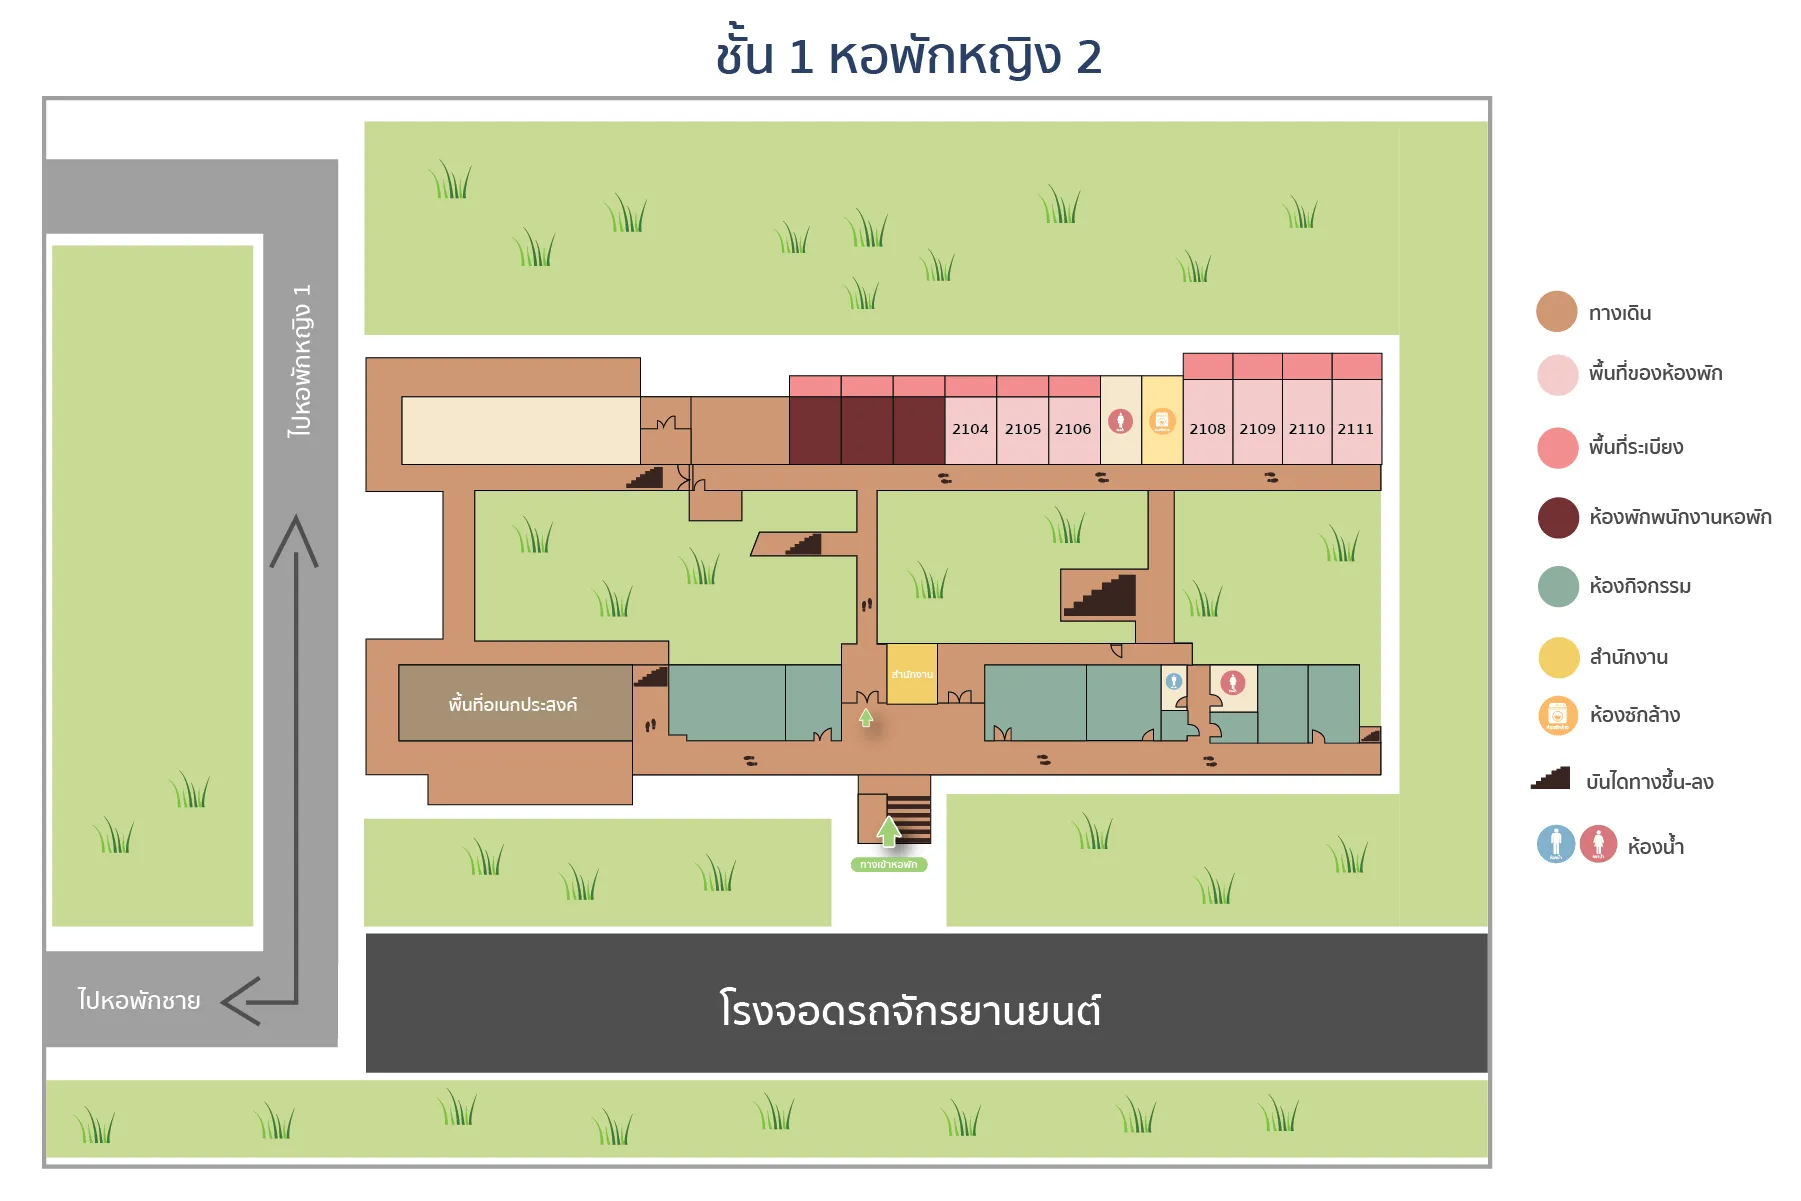 ชั้น 1 หอพักหญิง 2
ไปหอพักหญิง 1
2104
2105
2106
2108
2109
2110
2111
สำนักงาน
พื้นที่อเนกประสงค์
ทางเข้าหอพัก
ไปหอพักชาย
โรงจอดรถจักรยานยนต์
ทางเดิน
พื้นที่ของห้องพัก
พื้นที่ระเบียง
ห้องพักพนักงานหอพัก
ห้องกิจกรรม
สำนักงาน
ห้องซักล้าง
บันไดทางขึ้น-ลง
ห้องน้ำ